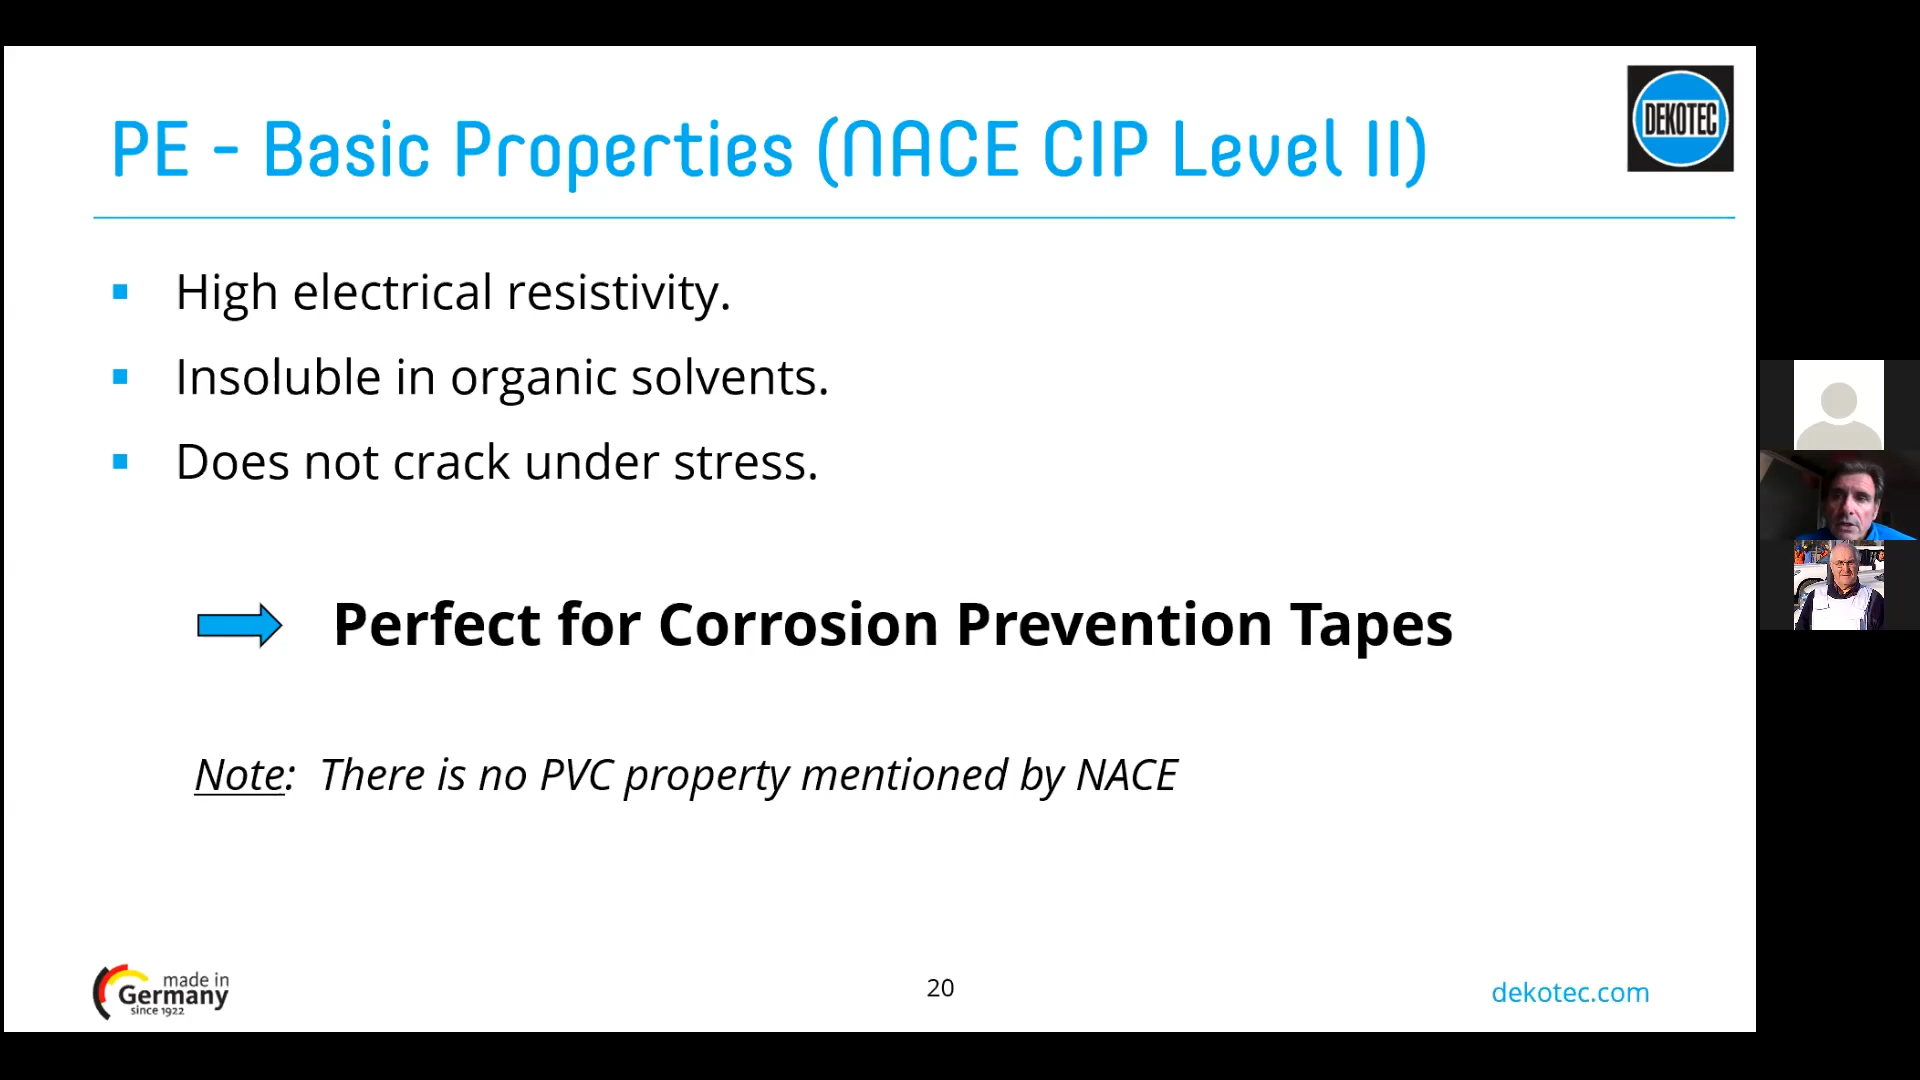 PE - Basic Properties (NACE CIP Level II)
DEKOTEC
High electrical resistivity.
Insoluble in organic solvents.
Does not crack under stress.
Perfect for Corrosion Prevention Tapes
Note: There is no PVC property mentioned by NACE
made in
Germany
since 1922
20
dekotec.com